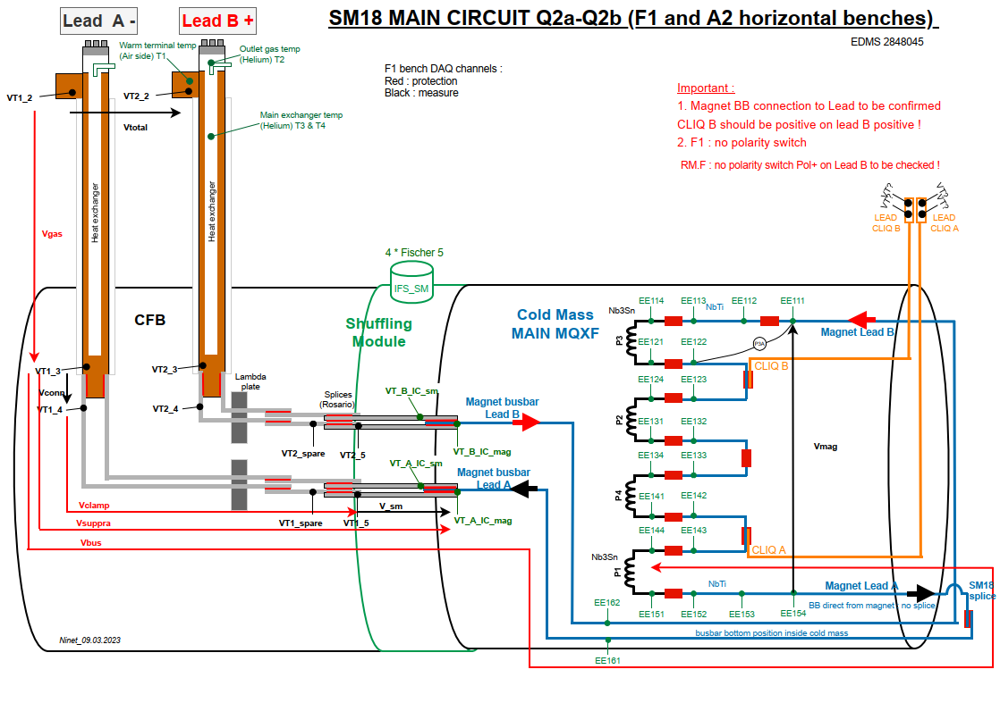 Lead A -
Lead B +
SM18 MAIN CIRCUIT Q2a-Q2b (F1 and A2 horizontal benches)
EDMS 2848045
Warm terminal temp
(Air side) T1
Outlet gas temp
(Helium) T2
F1 bench DAQ channels :
Red : protection
Black : measure
VT1_2
VT2_2
Vtotal
Main exchanger temp
(Helium) T3 & T4
Important :
1. Magnet BB connection to Lead to be confirmed
CLIQ B should be positive on lead B positive !
2. F1 : no polarity switch
RM.F : no polarity switch Pol+ on Lead B to be checked !
VT?
VT?
VT?
VT?
LEAD
CLIQ B
LEAD
CLIQ A
Heat exchanger
Heat exchanger
Vgas
4 * Fischer 5
IFS_SM
CFB
Shuffling
Module
Cold Mass
MAIN MQXF
EE114
EE113
NbTi
EE112
EE111
Nb3Sn
Magnet Lead B
P3
EE121
EE122
P3A
CLIQ B
VT1_3
VT2_3
Vconn
VT1_4
VT2_4
Lambda
plate
Splices
(Rosario)
VT_B_IC_sm
Magnet busbar
Lead B
EE124
EE123
P2
EE131
EE132
Vmag
VT2_spare
VT2_5
VT_B_IC_mag
VT_A_IC_sm
Magnet busbar
Lead A
EE134
EE133
P4
EE141
EE142
Vclamp
V_sm
VT1_spare
VT1_5
VT_A_IC_mag
Vsuppra
Vbus
EE144
EE143
CLIQ A
Nb3Sn
P1
NbTi
Magnet Lead A
SM18
splice
BB direct from magnet : no splice
EE162
EE151
EE152
EE153
EE154
busbar bottom position inside cold mass
EE161
Ninet_09.03.2023